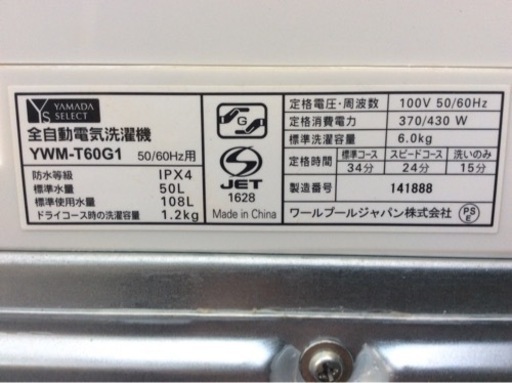 YS YAMADA SELECT
全自動電気洗濯機
YWM-T60G1 50/60Hz用
防水等級 IPX4
標準水量 50L
標準使用水量 108L
ドライコース時の洗濯容量 1.2kg
G
S
JET
1628
Made in China
定格電圧・周波数 100V 50/60Hz
定格消費電力 370/430 W
標準洗濯容量 6.0kg
定格時間 標準コース 34分 スピードコース 24分 洗いのみ 15分
製造番号 141888
ワールプールジャパン株式会社 PSE